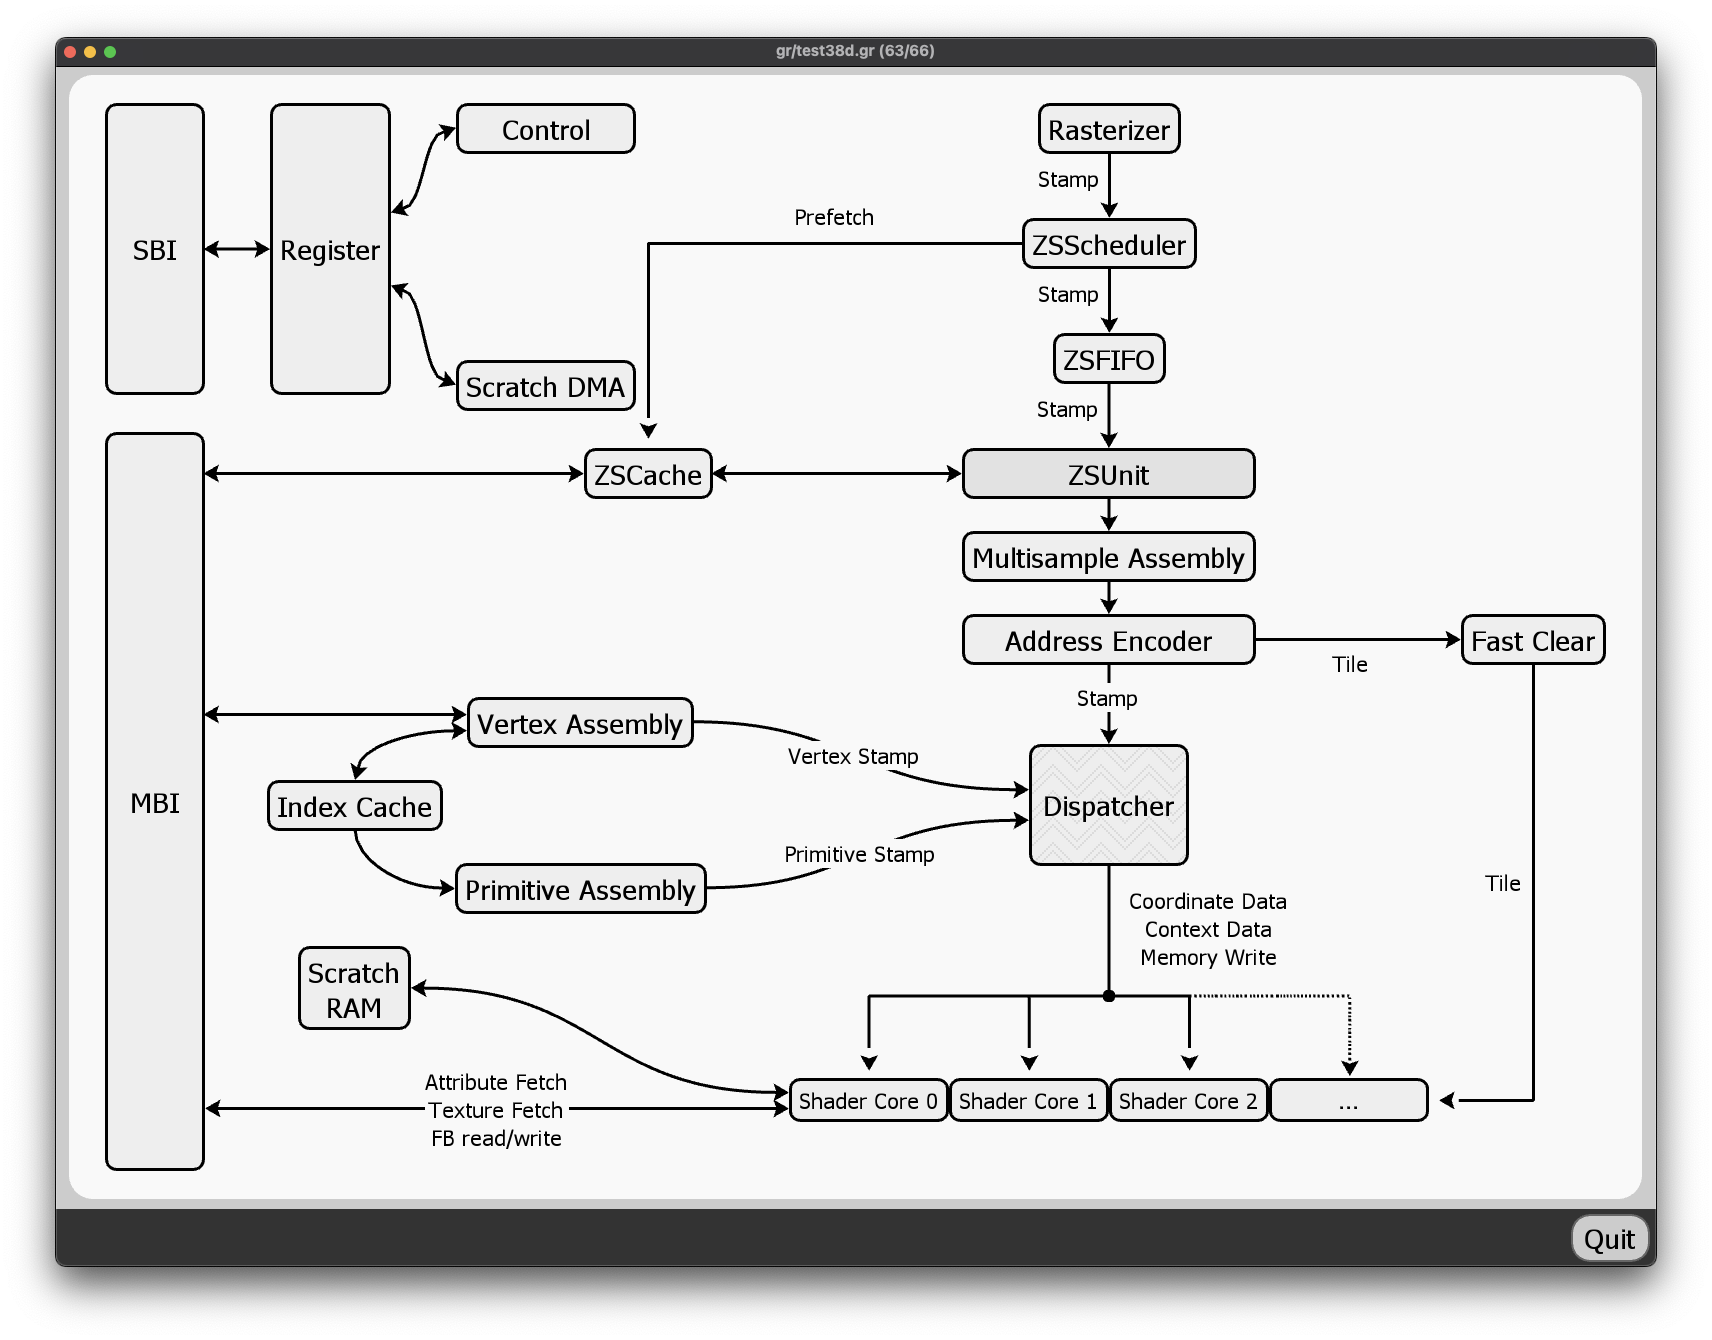 gr/test38d.gr (63/66)
Control
Rasterizer
Stamp
Prefetch
SBI
Register
ZSScheduler
Stamp
ZSFIFO
Scratch DMA
Stamp
ZSCache
ZSUnit
Multisample Assembly
Address Encoder
Fast Clear
Tile
Stamp
Vertex Assembly
Vertex Stamp
MBI
Index Cache
Dispatcher
Primitive Stamp
Primitive Assembly
Tile
Coordinate Data
Context Data
Memory Write
Scratch
RAM
Attribute Fetch
Texture Fetch
FB read/write
Shader Core 0
Shader Core 1
Shader Core 2
...
Quit